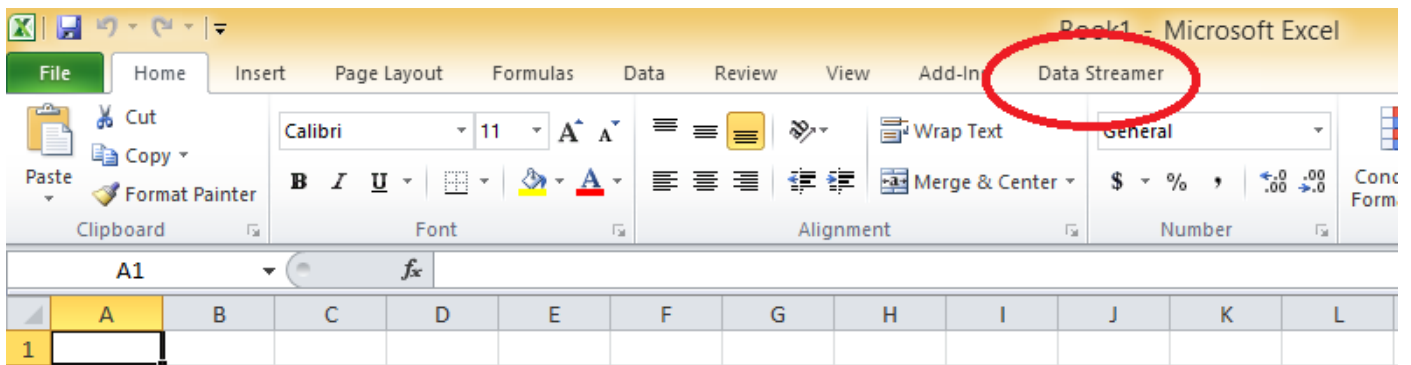 Book1 - Microsoft Excel
File Home Insert Page Layout Formulas Data Review View Add-In Data Streamer
Cut
Calibri 11 A A Wrap Text General
Copy
Paste
Format Painter B I U A Merge & Center $ % , .0 .00 .00 .0 Conc
Form
Clipboard Font Alignment Number
A1 fx
A B C D E F G H I J K L
1